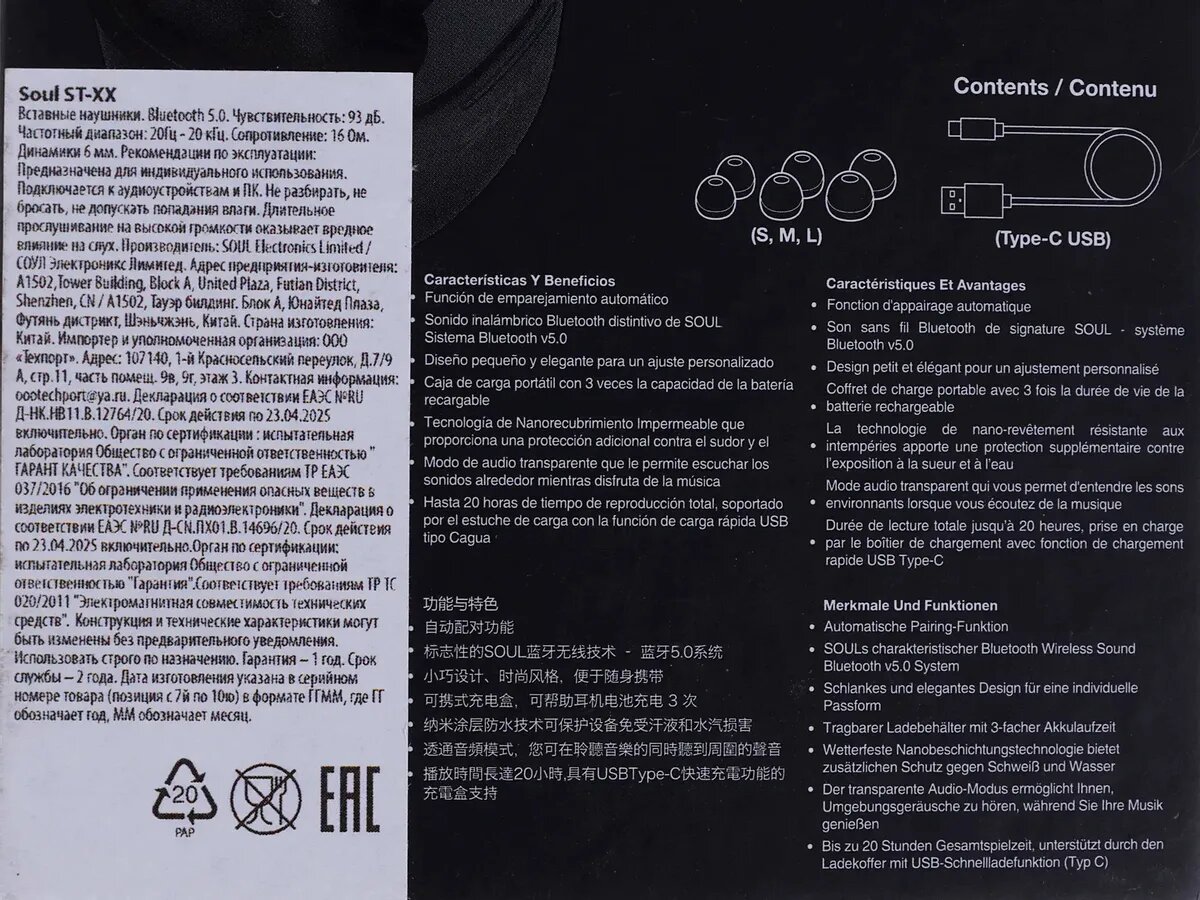 Soul ST-XX
Вставные наушники. Bluetooth 5.0. Чувствительность: 93 дБ.
Частотный диапазон: 20Гц - 20 кГц. Сопротивление: 16 Ом.
Динамики 6 мм. Рекомендации по эксплуатации:
Предназначена для индивидуального использования.
Подключается к аудиоустройствам и ПК. Не разбирать, не
бросать, не допускать попадания влаги. Длительное
прослушивание на высокой громкости оказывает вредное
влияние на слух. Производитель: SOUL Electronics Limited /
СОУЛ Электроникс Лимитед. Адрес предприятия-изготовителя:
A1502,Tower Building, Block A, United Plaza, Futian District,
Shenzhen, CN / А1502, Тауэр билдинг. Блок А, Юнайтед Плаза,
Футянь дистрикт, Шэньчжэнь, Китай. Страна изготовления:
Китай. Импортер и уполномоченная организация: ООО
«Техпорт». Адрес: 107140, 1-й Красносельский переулок, Д.7/9
А, стр.11, часть помещ. 9в, 9г, этаж 3. Контактная информация:
oootechport@ya.ru. Декларация о соответствии ЕАЭС №RU
Д-HK.HB11.B.12764/20. Срок действия по 23.04.2025
включительно. Орган по сертификации : испытательная
лаборатория Общество с ограниченной ответственностью "
ГАРАНТ КАЧЕСТВА". Соответствует требованиям ТР ЕАЭС
037/2016 "Об ограничении применения опасных веществ в
изделиях электротехники и радиоэлектроники". Декларация о
соответствии ЕАЭС №RU Д-CN.ПХ01.В.14696/20. Срок действия
по 23.04.2025 включительно.Орган по сертификации:
испытательная лаборатория Общество с ограниченной
ответственностью "Гарантия".Соответствует требованиям ТР ТС
020/2011 "Электромагнитная совместимость технических
средств". Конструкция и технические характеристики могут
быть изменены без предварительного уведомления.
Использовать строго по назначению. Гарантия – 1 год. Срок
службы – 2 года. Дата изготовления указана в серийном
номере товара (позиция с 7й по 10ю) в формате ГГММ, где ГГ
обозначает год, ММ обозначает месяц.
20
PAP
EAC
Contents / Contenu
(S, M, L)
(Type-C USB)
Características Y Beneficios
• Función de emparejamiento automático
• Sonido inalámbrico Bluetooth distintivo de SOUL
Sistema Bluetooth v5.0
• Diseño pequeño y elegante para un ajuste personalizado
• Caja de carga portátil con 3 veces la capacidad de la batería
recargable
• Tecnología de Nanorecubrimiento Impermeable que
proporciona una protección adicional contra el sudor y el
• Modo de audio transparente que le permite escuchar los
sonidos alrededor mientras disfruta de la música
• Hasta 20 horas de tiempo de reproducción total, soportado
por el estuche de carga con la función de carga rápida USB
tipo Cagua
Caractéristiques Et Avantages
• Fonction d'appairage automatique
• Son sans fil Bluetooth de signature SOUL - système
Bluetooth v5.0
• Design petit et élégant pour un ajustement personnalisé
Coffret de charge portable avec 3 fois la durée de vie de la
• batterie rechargeable
La technologie de nano-revêtement résistante aux
• intempéries apporte une protection supplémentaire contre
l'exposition à la sueur et à l'eau
Mode audio transparent qui vous permet d'entendre les sons
• environnants lorsque vous écoutez de la musique
Durée de lecture totale jusqu'à 20 heures, prise en charge
• par le boîtier de chargement avec fonction de chargement
rapide USB Type-C
功能与特色
• 自动配对功能
• 标志性的SOUL蓝牙无线技术 - 蓝牙5.0系统
• 小巧设计、时尚风格，便于随身携带
• 可携式充电盒，可帮助耳机电池充电 3 次
• 纳米涂层防水技术可保护设备免受汗液和水汽损害
• 透通音頻模式，您可在聆聽音樂的同時聽到周圍的聲音
• 播放時間長達20小時,具有USBType-C快速充電功能的
充電盒支持
Merkmale Und Funktionen
• Automatische Pairing-Funktion
• SOULs charakteristischer Bluetooth Wireless Sound
Bluetooth v5.0 System
• Schlankes und elegantes Design für eine individuelle
Passform
• Tragbarer Ladebehälter mit 3-facher Akkulaufzeit
• Wetterfeste Nanobeschichtungstechnologie bietet
zusätzlichen Schutz gegen Schweiß und Wasser
• Der transparente Audio-Modus ermöglicht Ihnen,
Umgebungsgeräusche zu hören, während Sie Ihre Musik
genießen
• Bis zu 20 Stunden Gesamtspielzeit, unterstützt durch den
Ladekoffer mit USB-Schnellladefunktion (Typ C)